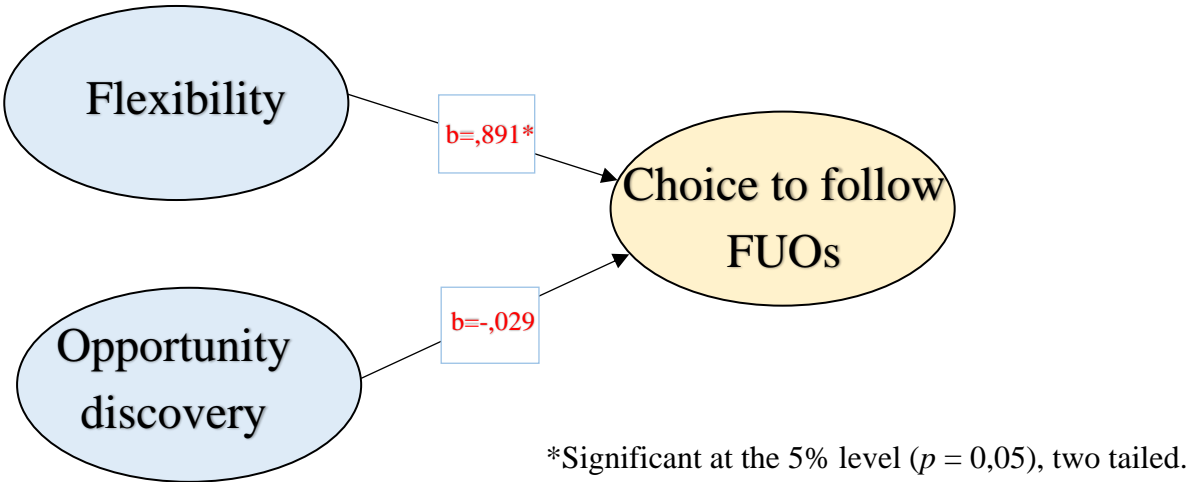 Flexibility
b=,891*
Choice to follow
FUOs
b=-,029
Opportunity
discovery
*Significant at the 5% level (p = 0,05), two tailed.